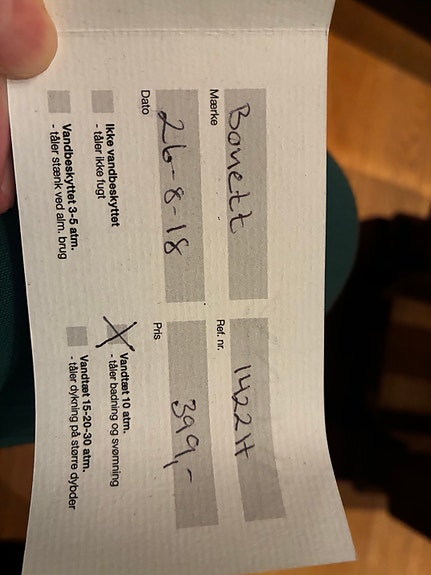 Mærke
Bonett
Ref. nr.
1422H
Dato
26-8-18
Pris
399,-
Ikke vandbeskyttet
- tåler ikke fugt
Vandbeskyttet 3-5 atm.
- tåler stænk ved alm. brug
Vandtæt 10 atm.
- tåler badning og svømning
Vandtæt 15-20-30 atm.
- tåler dykning på større dybder